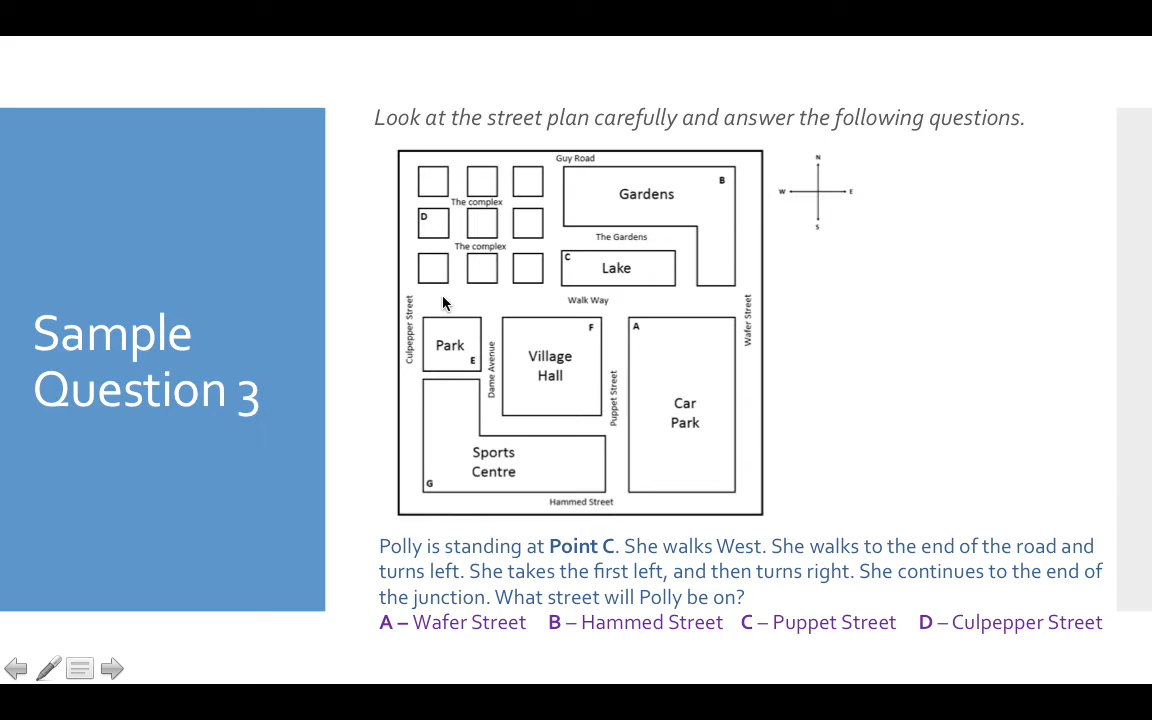 Sample
Question 3
Look at the street plan carefully and answer the following questions.
Guy Road
B
Gardens
The complex
D
The Gardens
The complex
C
Lake
Walk Way
Culpepper Street
Wafer Street
Park
E
Dame Avenue
F
Village
Hall
Puppet Street
A
Car
Park
Sports
Centre
G
Hammed Street
N
W
E
S
Polly is standing at Point C. She walks West. She walks to the end of the road and
turns left. She takes the first left, and then turns right. She continues to the end of
the junction. What street will Polly be on?
A – Wafer Street B – Hammed Street C – Puppet Street D – Culpepper Street